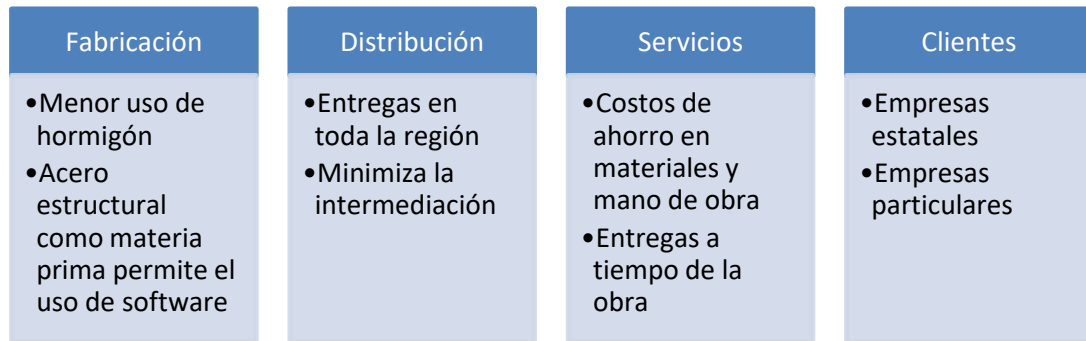 Fabricación
•Menor uso de
hormigón
•Acero
estructural
como materia
prima permite el
uso de software
Distribución
•Entregas en
toda la región
•Minimiza la
intermediación
Servicios
•Costos de
ahorro en
materiales y
mano de obra
•Entregas a
tiempo de la
obra
Clientes
•Empresas
estatales
•Empresas
particulares